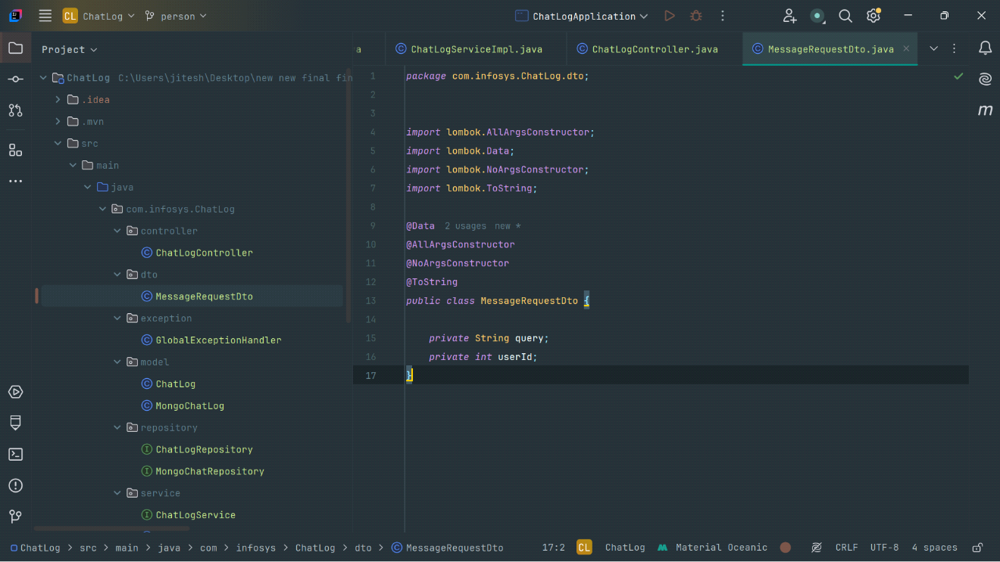 CL ChatLog person ChatLogApplication
Project
a ChatLogServiceImpl.java ChatLogController.java MessageRequestDto.java
ChatLog C:\Users\jitesh\Desktop\new new final fin
.idea
.mvn
src
main
java
com.infosys.ChatLog
controller
ChatLogController
dto
MessageRequestDto
exception
GlobalExceptionHandler
model
ChatLog
MongoChatLog
repository
ChatLogRepository
MongoChatRepository
service
ChatLogService
1 package com.infosys.ChatLog.dto;
2
3
4 import lombok.AllArgsConstructor;
5 import lombok.Data;
6 import lombok.NoArgsConstructor;
7 import lombok.ToString;
8
9 @Data 2 usages new *
10 @AllArgsConstructor
11 @NoArgsConstructor
12 @ToString
13 public class MessageRequestDto {
14
15 private String query;
16 private int userId;
17 }
m
ChatLog > src > main > java > com > infosys > ChatLog > dto > MessageRequestDto 17:2 CL ChatLog Material Oceanic CRLF UTF-8 4 spaces